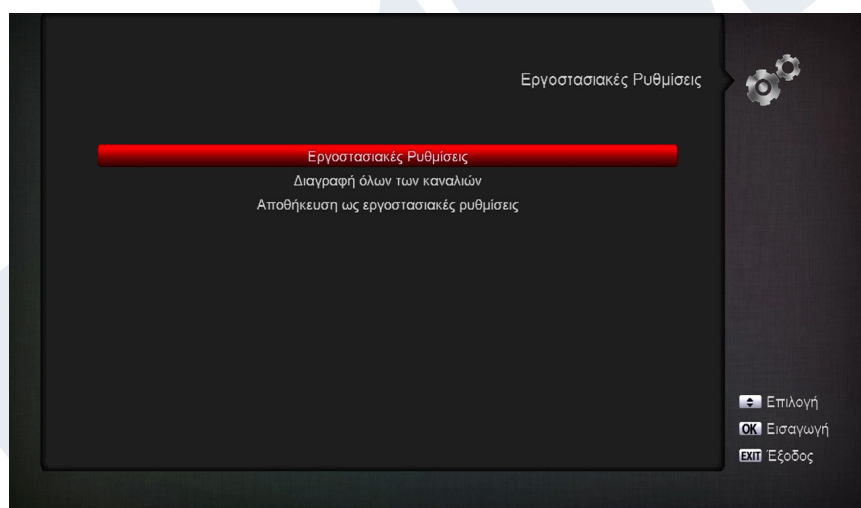 Εργοστασιακές Ρυθμίσεις
Εργοστασιακές Ρυθμίσεις
Διαγραφή όλων των καναλιών
Αποθήκευση ως εργοστασιακές ρυθμίσεις
Επιλογή
OK Εισαγωγή
EXIT Έξοδος